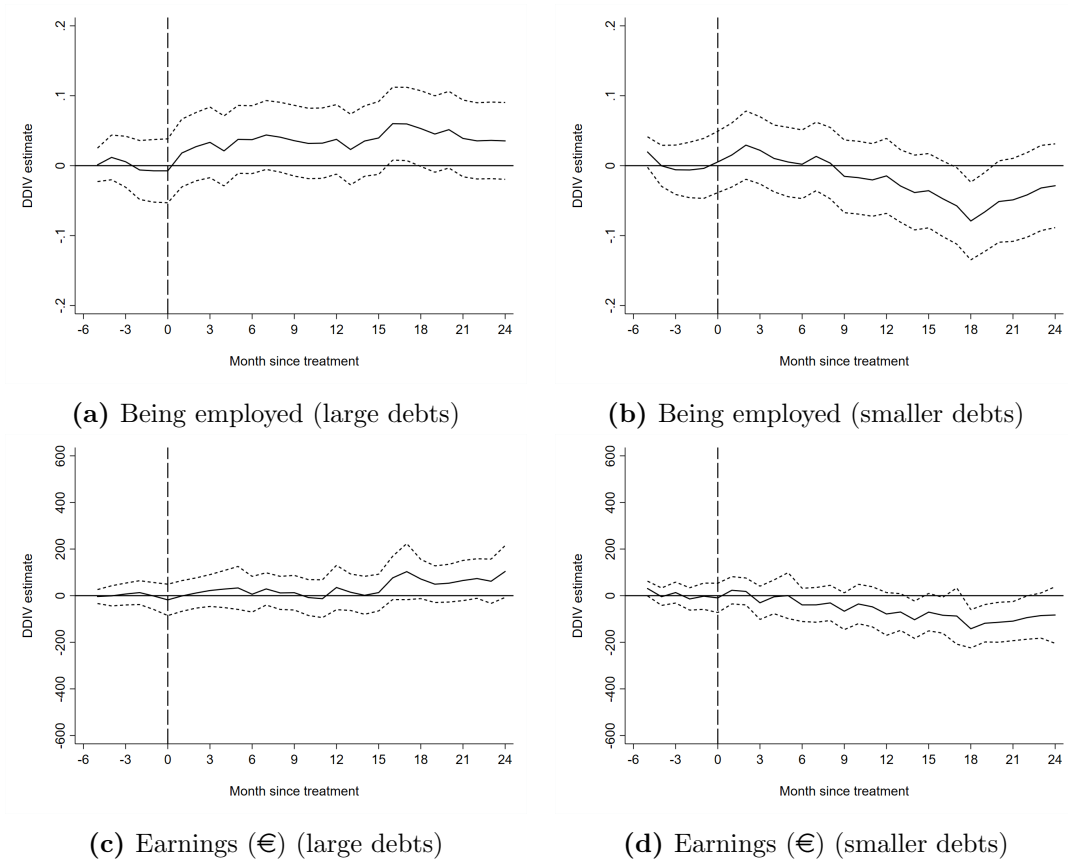 .2 .1 0 -.1 -.2
DDIV estimate
-6 -3 0 3 6 9 12 15 18 21 24
Month since treatment
(a) Being employed (large debts)
.2 .1 0 -.1 -.2
DDIV estimate
-6 -3 0 3 6 9 12 15 18 21 24
Month since treatment
(b) Being employed (smaller debts)
600 400 200 0 -200 -400 -600
DDIV estimate
-6 -3 0 3 6 9 12 15 18 21 24
Month since treatment
(c) Earnings (€) (large debts)
600 400 200 0 -200 -400 -600
DDIV estimate
-6 -3 0 3 6 9 12 15 18 21 24
Month since treatment
(d) Earnings (€) (smaller debts)